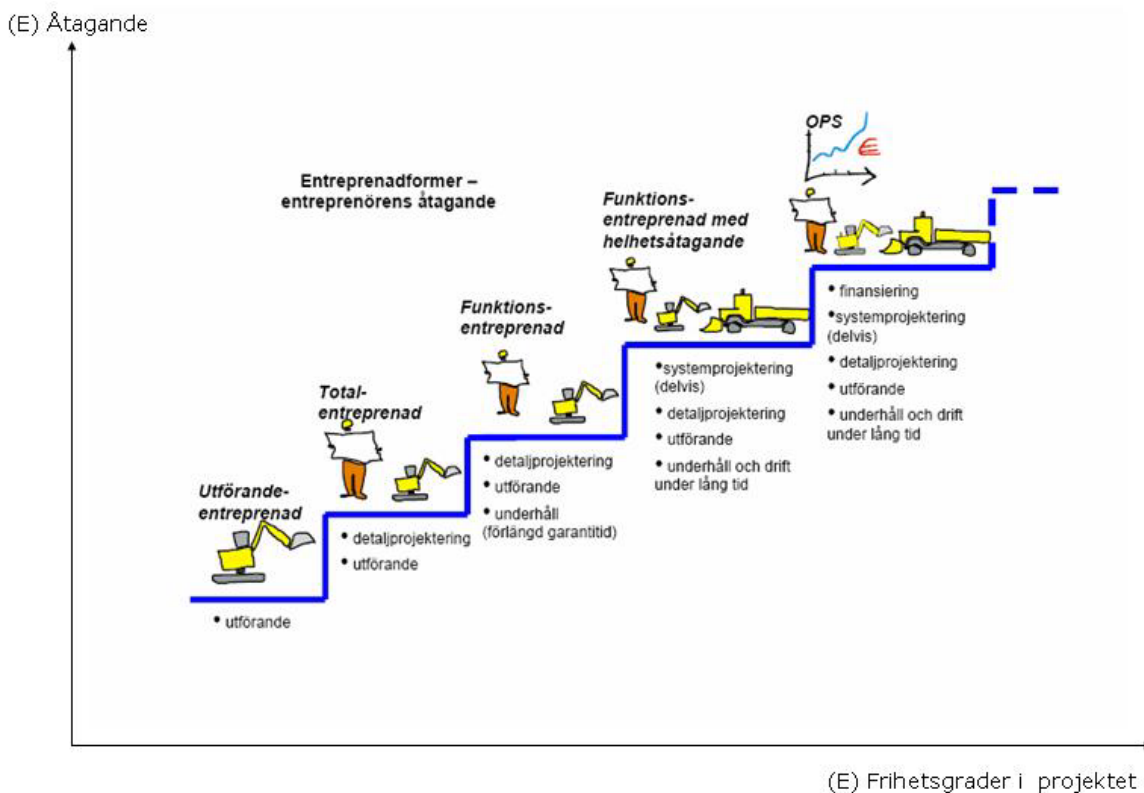 (E) Åtagande
Entreprenadformer –
entreprenörens åtagande
Utförande-
entreprenad
• utförande
Total-
entreprenad
• detaljprojektering
• utförande
Funktions-
entreprenad
• detaljprojektering
• utförande
• underhåll
(förlängd garantitid)
Funktions-
entreprenad med
helhetsåtagande
• systemprojektering
(delvis)
• detaljprojektering
• utförande
• underhåll och drift
under lång tid
OPS
€
• finansiering
• systemprojektering
(delvis)
• detaljprojektering
• utförande
• underhåll och drift
under lång tid
(E) Frihetsgrader i projektet